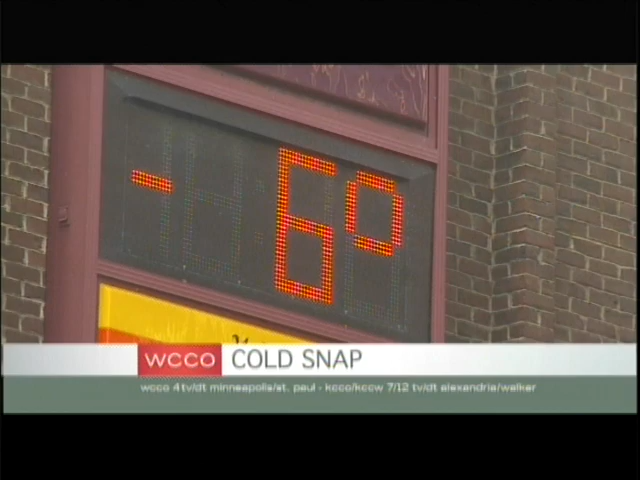 -6°
WCCO COLD SNAP
wcco 4tv/dt minneapolis/st. paul - kcco/kccw 7/12 tv/dt alexandria/walker